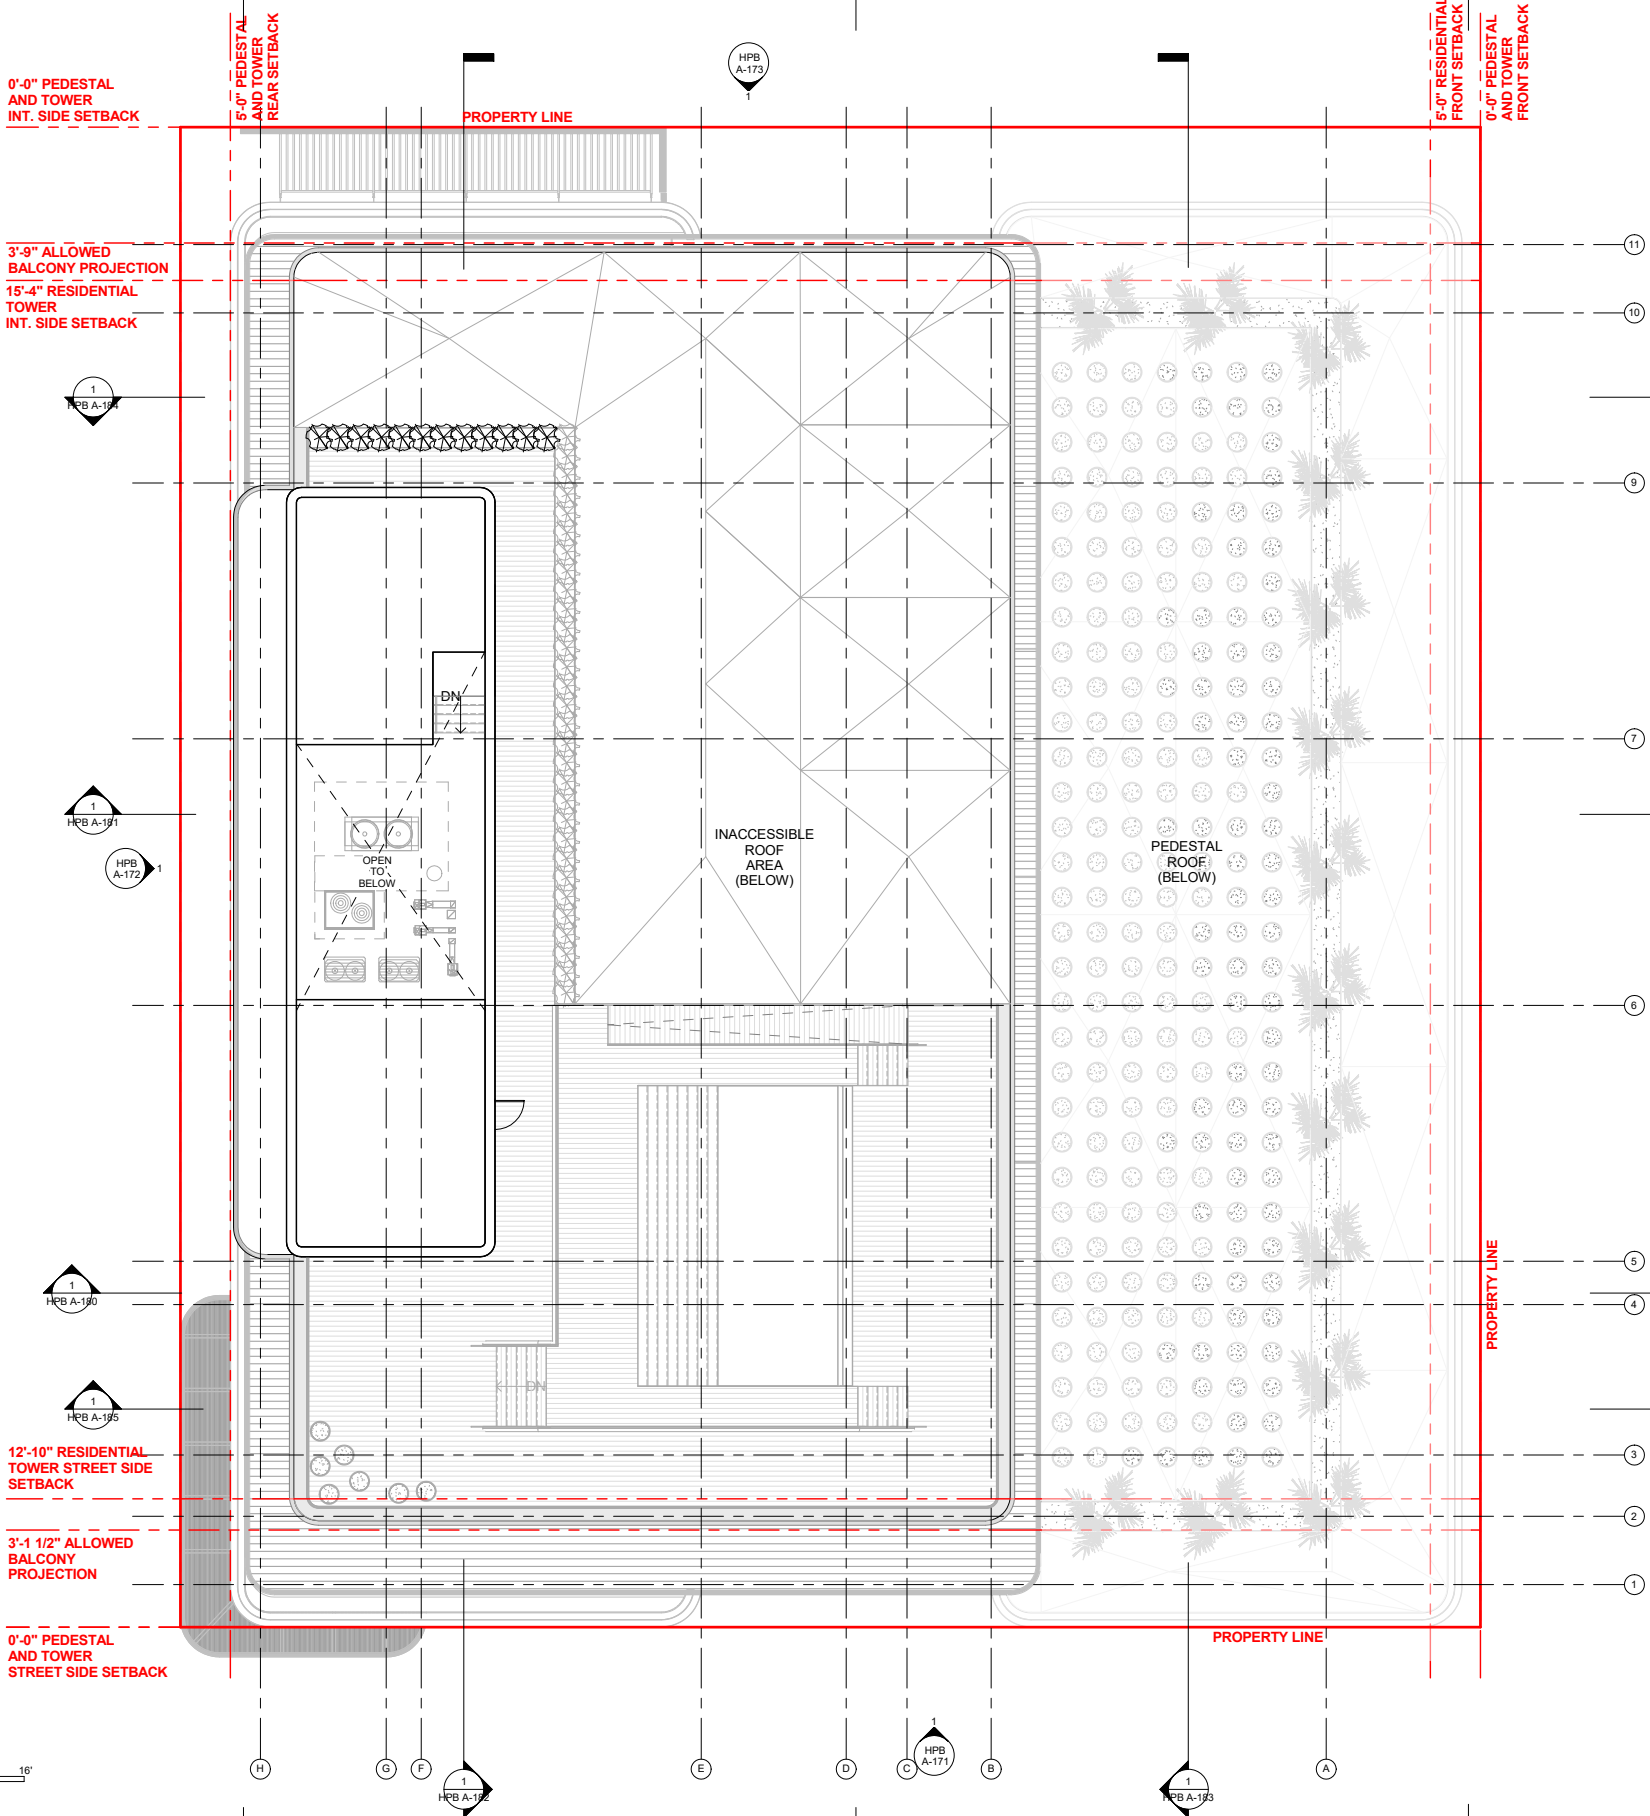 5'-0" PEDESTAL
AND TOWER
REAR SETBACK
5'-0" RESIDENTIAL
FRONT SETBACK
0'-0" PEDESTAL
AND TOWER
FRONT SETBACK
HPB
A-173
1
0'-0" PEDESTAL
AND TOWER
INT. SIDE SETBACK
PROPERTY LINE
3'-9" ALLOWED
BALCONY PROJECTION
15'-4" RESIDENTIAL
TOWER
INT. SIDE SETBACK
11
10
1
HPB A-184
9
DN
7
1
HPB A-181
HPB
A-172
1
OPEN
TO
BELOW
INACCESSIBLE
ROOF
AREA
(BELOW)
PEDESTAL
ROOF
(BELOW)
6
5
1
HPB A-180
4
PROPERTY LINE
DN
1
HPB A-185
12'-10" RESIDENTIAL
TOWER STREET SIDE
SETBACK
3
2
3'-1 1/2" ALLOWED
BALCONY
PROJECTION
1
0'-0" PEDESTAL
AND TOWER
STREET SIDE SETBACK
PROPERTY LINE
1
HPB
A-171
H
G
F
E
D
C
B
A
16'
1
HPB A-182
1
HPB A-183